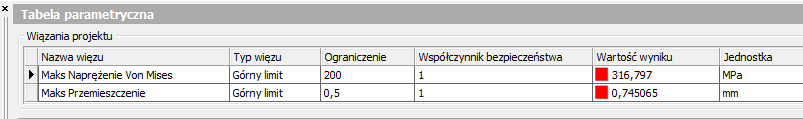 Tabela parametryczna
Wiązania projektu
Nazwa więzu Typ więzu Ograniczenie Współczynnik bezpieczeństwa Wartość wyniku Jednostka
Maks Naprężenie Von Mises Górny limit 200 1 316,797 MPa
Maks Przemieszczenie Górny limit 0,5 1 0,745065 mm